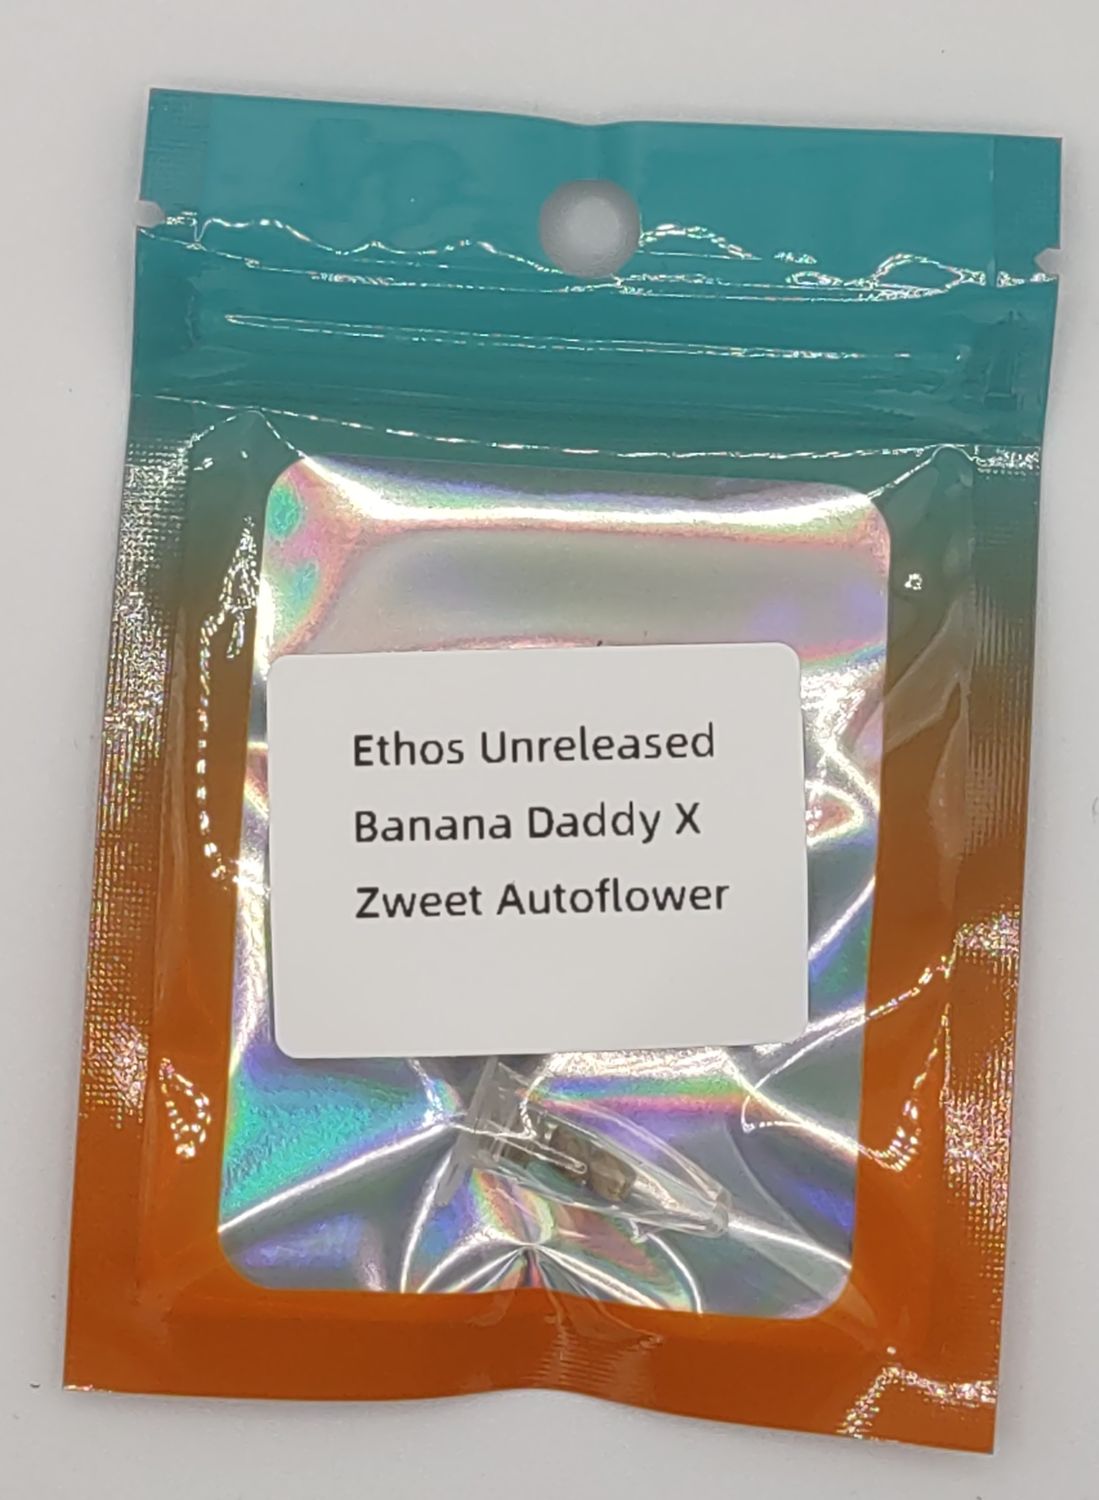 Ethos Unreleased
Banana Daddy X
Zweet Autoflower